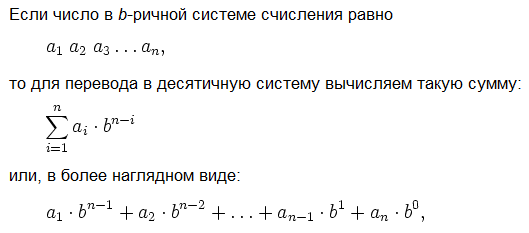 Если число в b-ричной системе счисления равно
a₁ a₂ a₃ … aₙ,
то для перевода в десятичную систему вычисляем такую сумму:
∑ᵢ₌₁ⁿ aᵢ · bⁿ⁻ⁱ
или, в более наглядном виде:
a₁ · bⁿ⁻¹ + a₂ · bⁿ⁻² + … + aₙ₋₁ · b¹ + aₙ · b⁰,